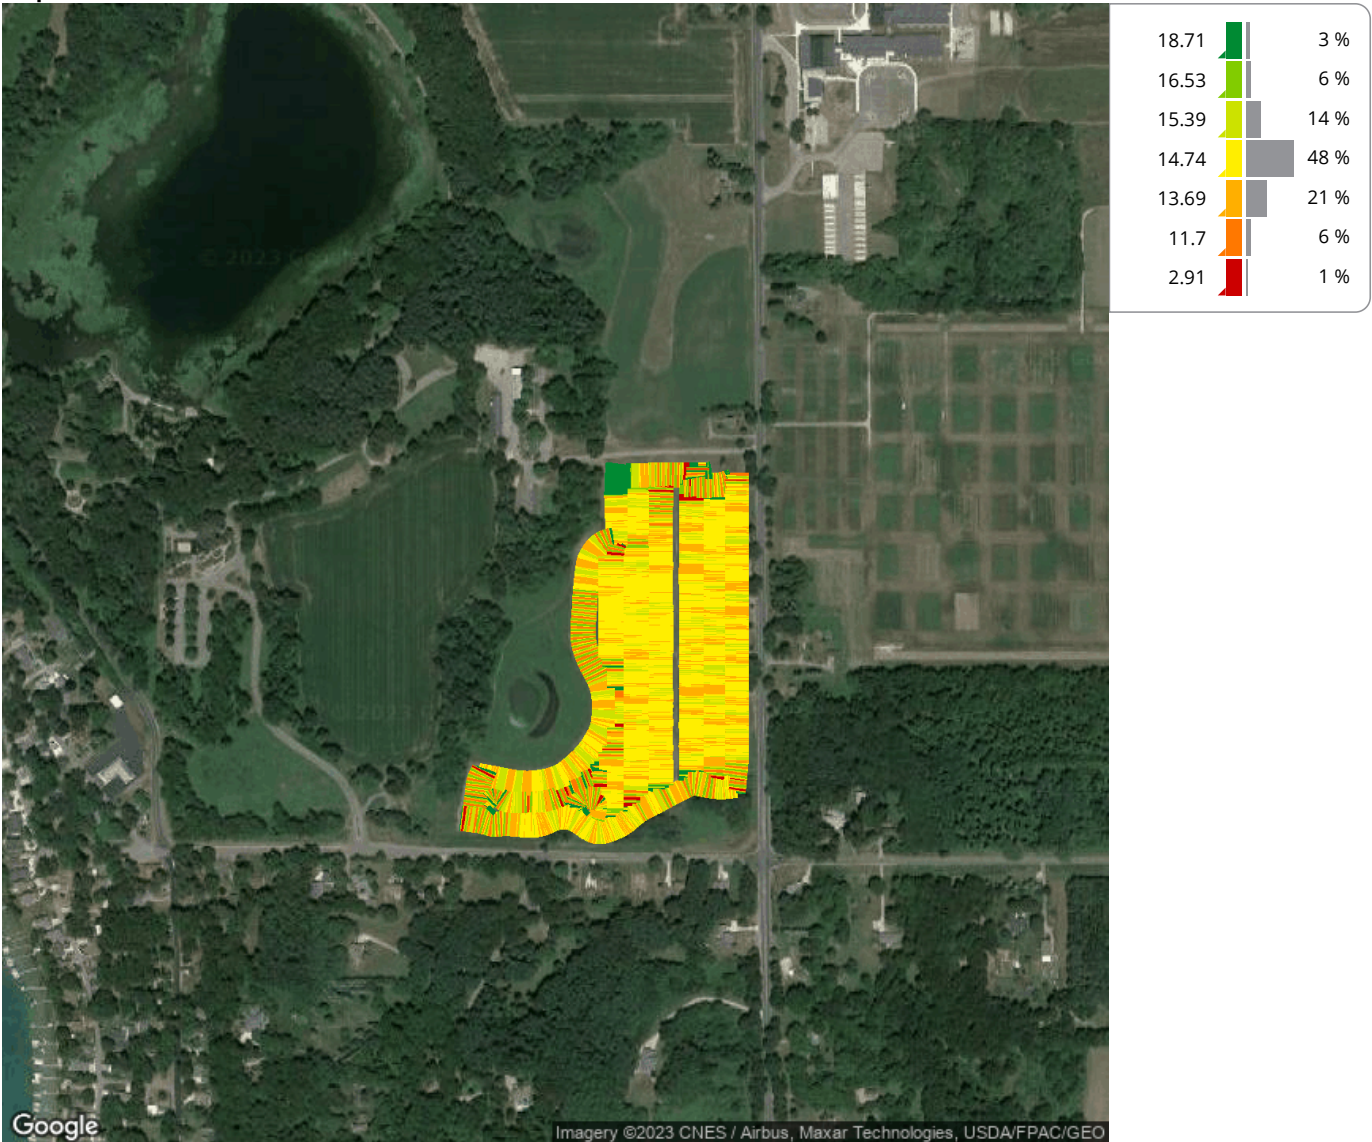 18.71 3 %
16.53 6 %
15.39 14 %
14.74 48 %
13.69 21 %
11.7 6 %
2.91 1 %
© 2023
Google
Imagery ©2023 CNES / Airbus, Maxar Technologies, USDA/FPAC/GEO